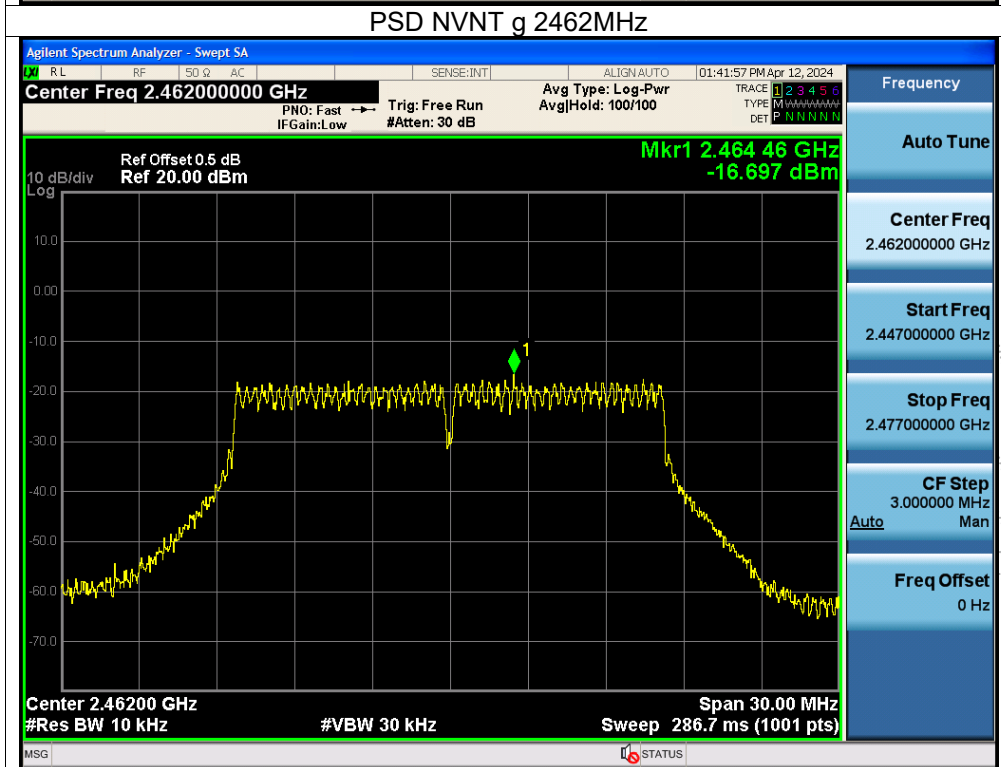 PSD NVNT g 2462MHz
Agilent Spectrum Analyzer - Swept SA
LXI RL RF 50 Ω AC SENSE:INT ALIGN AUTO 01:41:57 PM Apr 12, 2024
Center Freq 2.462000000 GHz
PNO: Fast
IFGain:Low
Trig: Free Run
#Atten: 30 dB
Avg Type: Log-Pwr
Avg|Hold: 100/100
TRACE 1 2 3 4 5 6
TYPE M WWWWW
DET P N N N N N
Mkr1 2.464 46 GHz
-16.697 dBm
Ref Offset 0.5 dB
10 dB/div Ref 20.00 dBm
Log
10.0
0.00
-10.0
1
-20.0
-30.0
-40.0
-50.0
-60.0
-70.0
Center 2.46200 GHz Span 30.00 MHz
#Res BW 10 kHz #VBW 30 kHz Sweep 286.7 ms (1001 pts)
MSG STATUS
Frequency
Auto Tune
Center Freq
2.462000000 GHz
Start Freq
2.447000000 GHz
Stop Freq
2.477000000 GHz
CF Step
3.000000 MHz
Auto Man
Freq Offset
0 Hz